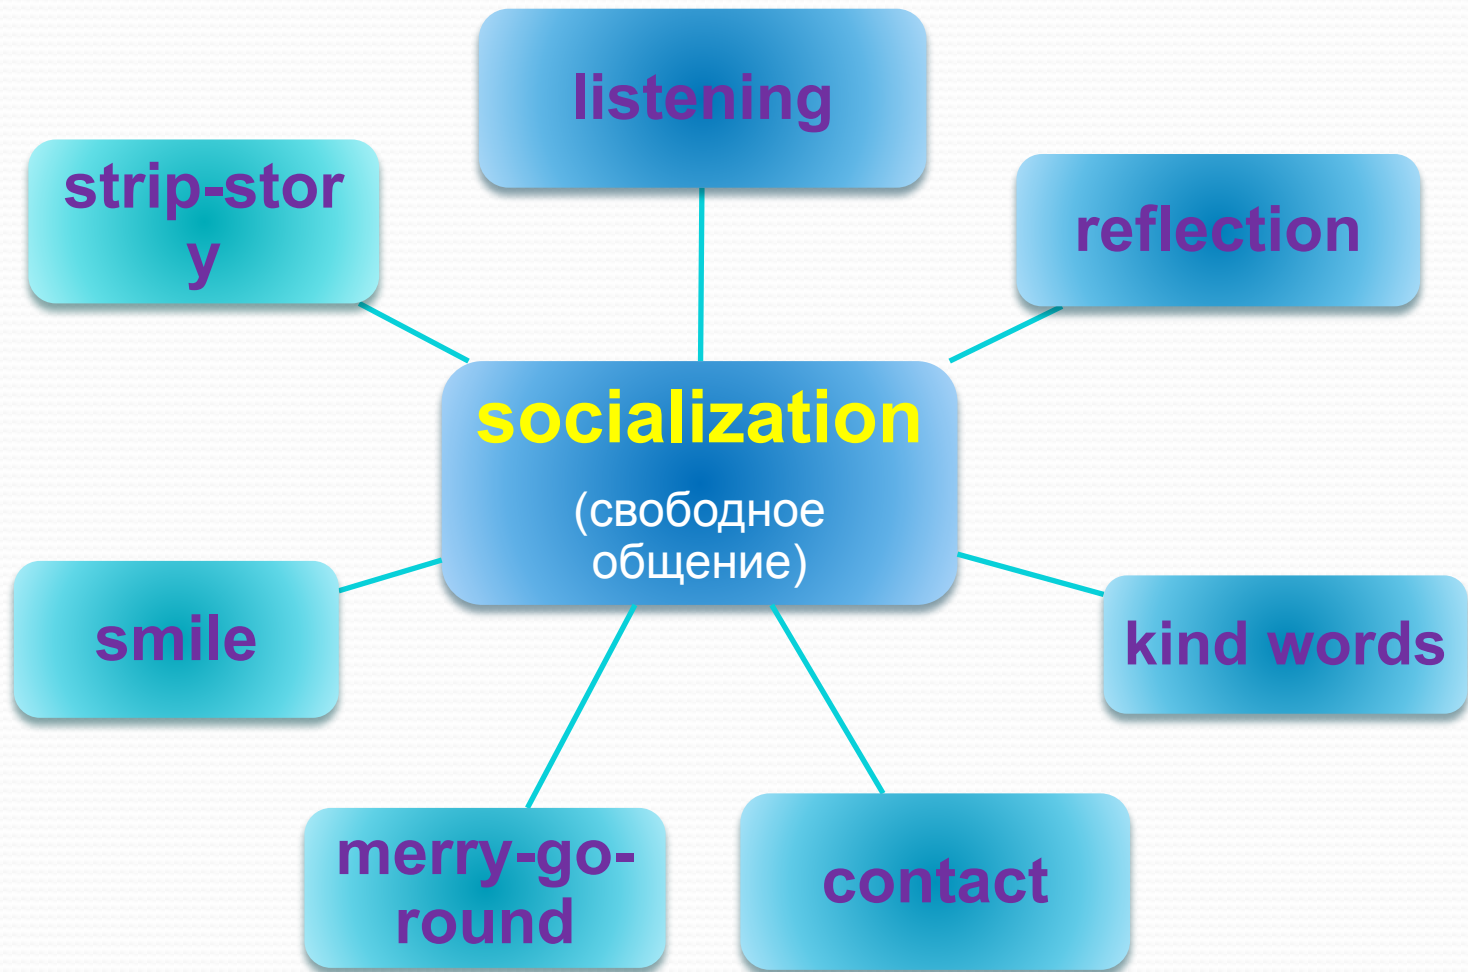 listening
strip-stor
y
reflection
socialization
(свободное
общение)
smile
kind words
merry-go-
round
contact